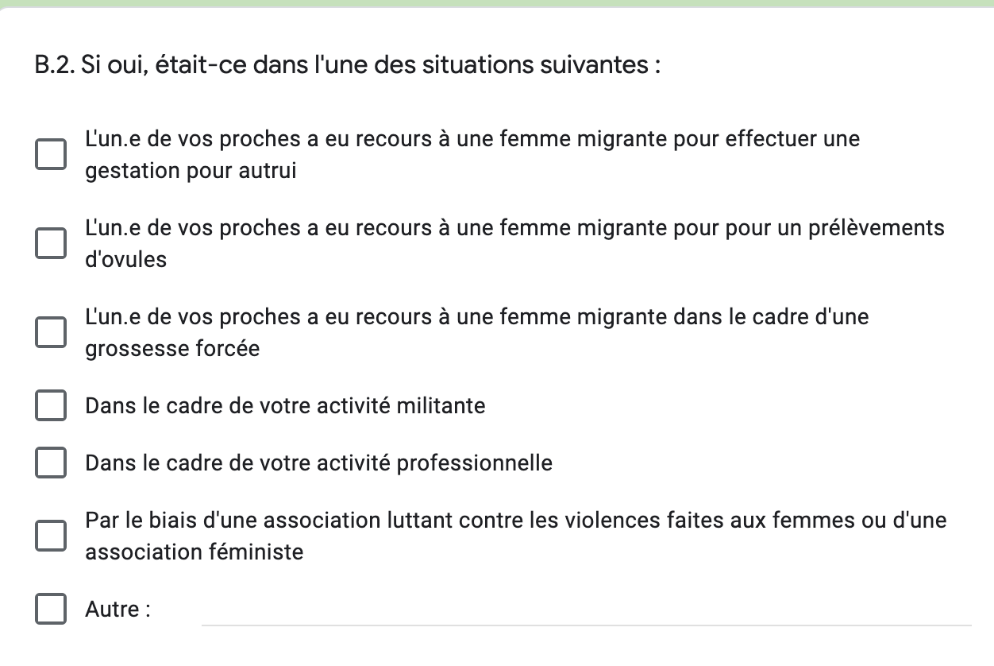 B.2. Si oui, était-ce dans l'une des situations suivantes :
L'un.e de vos proches a eu recours à une femme migrante pour effectuer une
gestation pour autrui
L'un.e de vos proches a eu recours à une femme migrante pour pour un prélèvements
d'ovules
L'un.e de vos proches a eu recours à une femme migrante dans le cadre d'une
grossesse forcée
Dans le cadre de votre activité militante
Dans le cadre de votre activité professionnelle
Par le biais d'une association luttant contre les violences faites aux femmes ou d'une
association féministe
Autre :